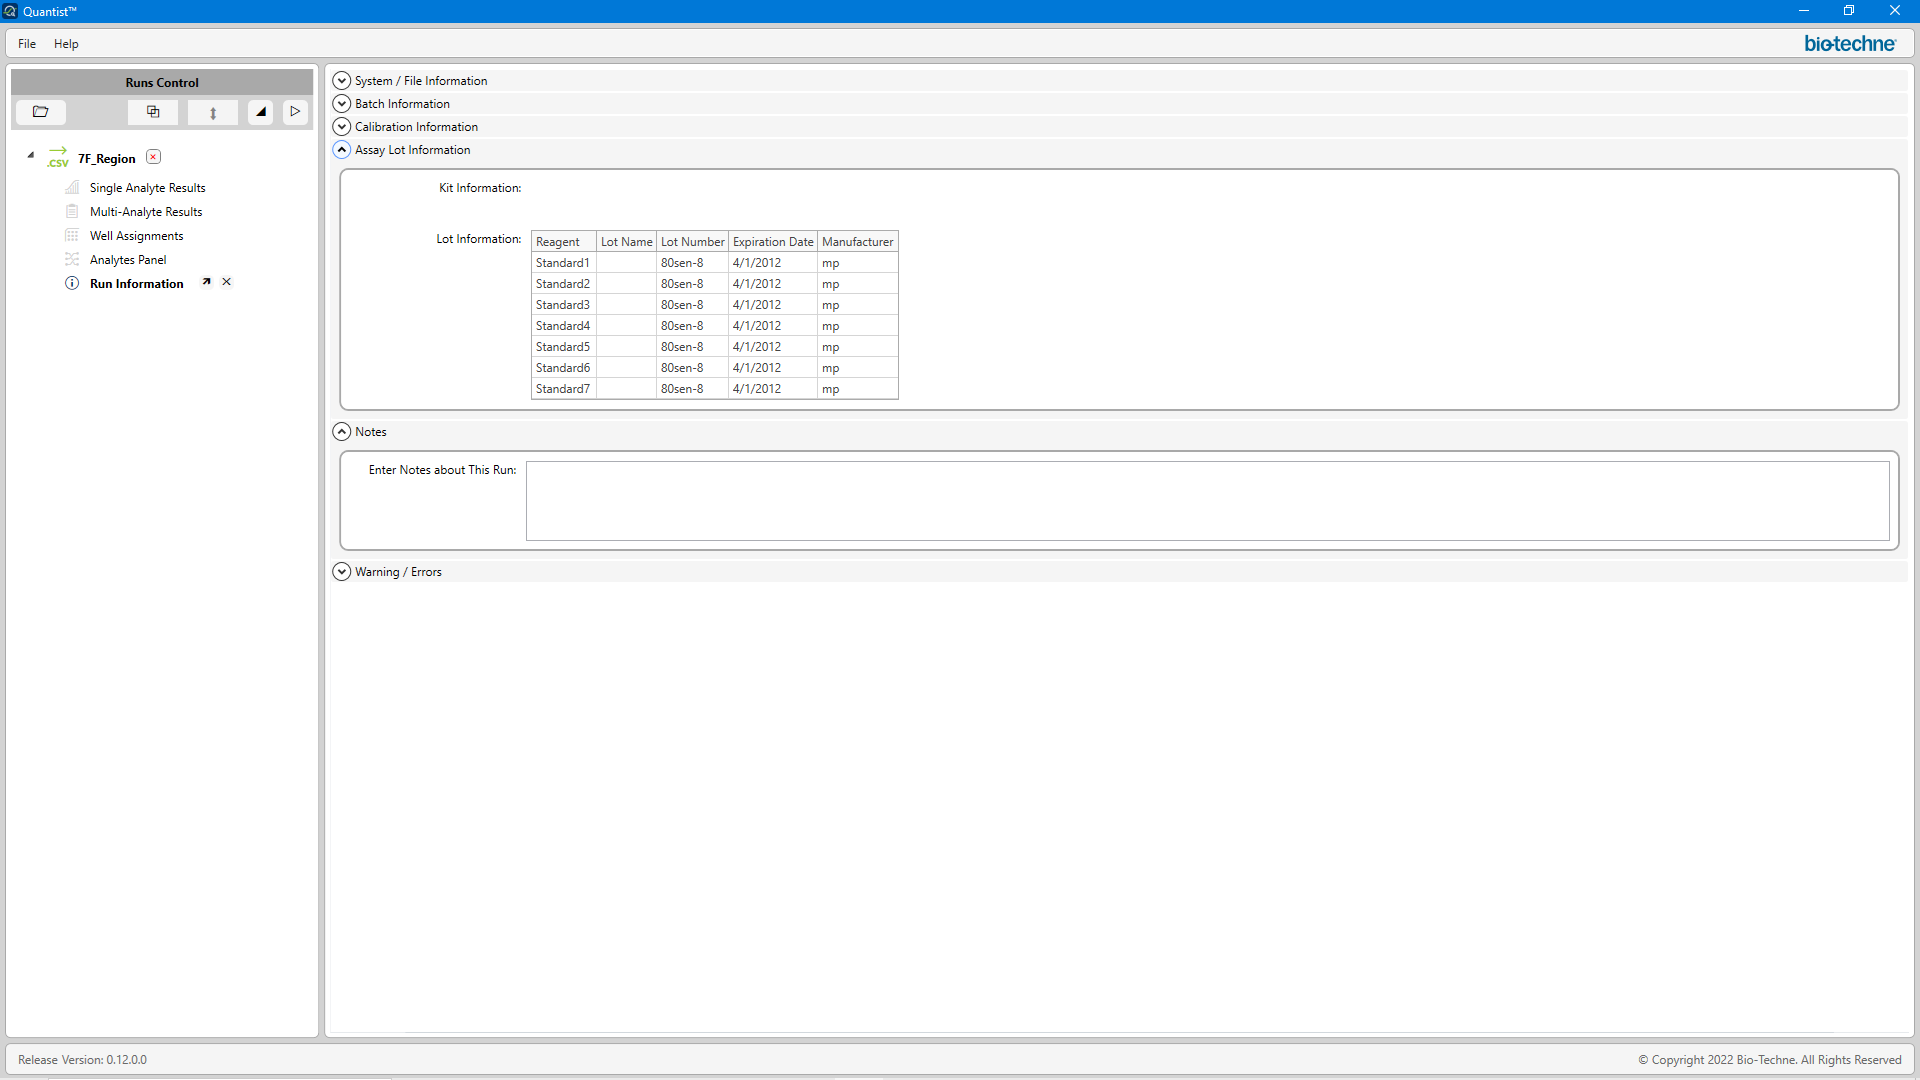 Quantist™
File Help
bio-techne
Runs Control
.csv 7F_Region
Single Analyte Results
Multi-Analyte Results
Well Assignments
Analytes Panel
Run Information
System / File Information
Batch Information
Calibration Information
Assay Lot Information
Kit Information:
Lot Information:
Reagent Lot Name Lot Number Expiration Date Manufacturer
Standard1 80sen-8 4/1/2012 mp
Standard2 80sen-8 4/1/2012 mp
Standard3 80sen-8 4/1/2012 mp
Standard4 80sen-8 4/1/2012 mp
Standard5 80sen-8 4/1/2012 mp
Standard6 80sen-8 4/1/2012 mp
Standard7 80sen-8 4/1/2012 mp
Notes
Enter Notes about This Run:
Warning / Errors
Release Version: 0.12.0.0
© Copyright 2022 Bio-Techne. All Rights Reserved